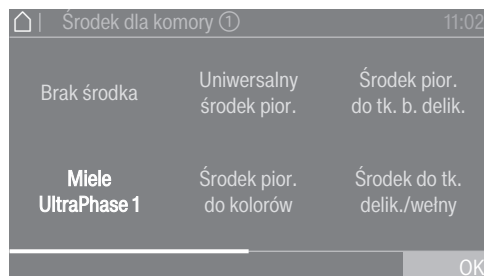 Środek dla komory ① 11:02
Brak środka
Uniwersalny
środek pior.
Środek pior.
do tk. b. delik.
Miele
UltraPhase 1
Środek pior.
do kolorów
Środek do tk.
delik./wełny
OK